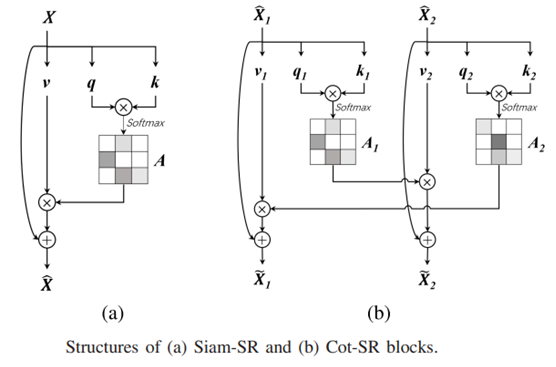 X
v q k
Softmax
A
X̂
(a)
X̂₁ X̂₂
v₁ q₁ k₁ v₂ q₂ k₂
Softmax Softmax
A₁ A₂
X̃₁ X̃₂
(b)
Structures of (a) Siam-SR and (b) Cot-SR blocks.